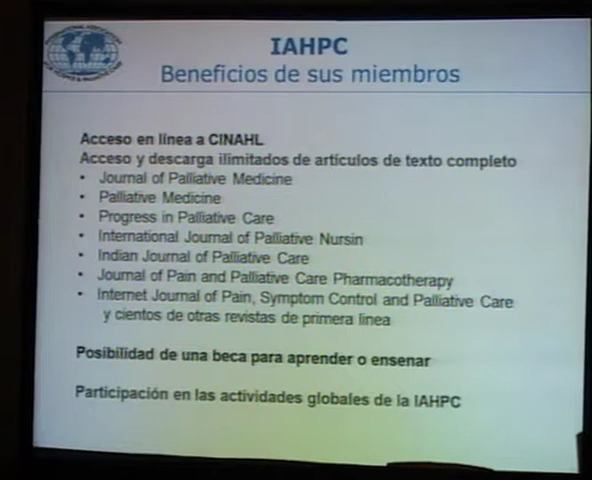 IAHPC
Beneficios de sus miembros
Acceso en linea a CINAHL
Acceso y descarga ilimitados de artículos de texto completo
• Journal of Palliative Medicine
• Palliative Medicine
• Progress in Palliative Care
• International Journal of Palliative Nursin
• Indian Journal of Palliative Care
• Journal of Pain and Palliative Care Pharmacotherapy
• Internet Journal of Pain, Symptom Control and Palliative Care
y cientos de otras revistas de primera linea
Posibilidad de una beca para aprender o ensenar
Participación en las actividades globales de la IAHPC